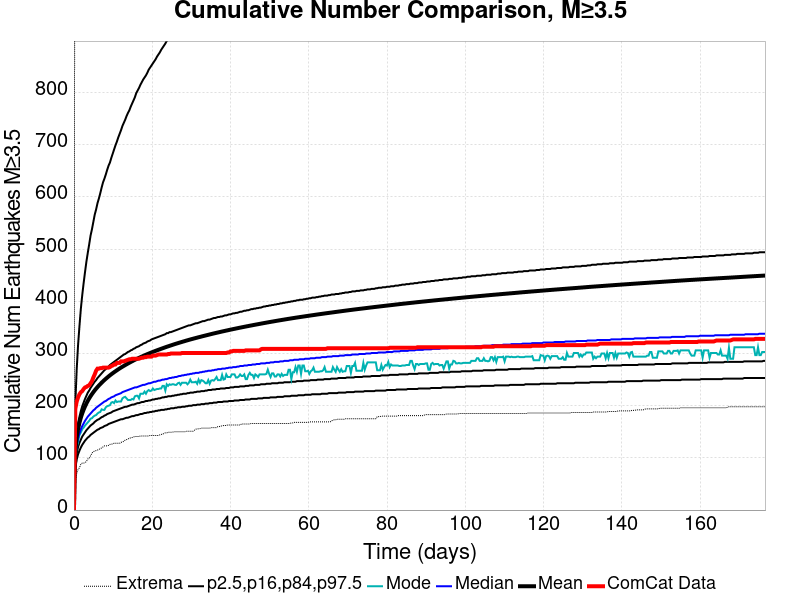 Cumulative Number Comparison, M≥3.5
Cumulative Num Earthquakes M≥3.5
800
700
600
500
400
300
200
100
0
0 20 40 60 80 100 120 140 160
Time (days)
Extrema p2.5,p16,p84,p97.5 Mode Median Mean ComCat Data